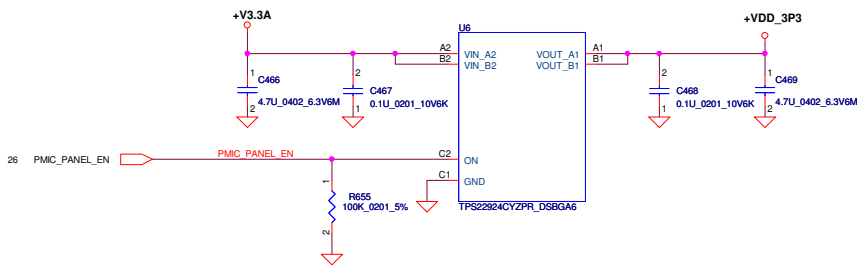 +V3.3A
U6
+VDD_3P3
A2 VIN_A2 VOUT_A1 A1
B2 VIN_B2 VOUT_B1 B1
1 C466 2 C467 2 C468 1 C469
4.7U_0402_6.3V6M 0.1U_0201_10V6K 0.1U_0201_10V6K 4.7U_0402_6.3V6M
2 1 1 2
26 PMIC_PANEL_EN PMIC_PANEL_EN C2 ON
C1 GND
1 R655
100K_0201_5% TPS22924CYZPR_DSBGA6
2